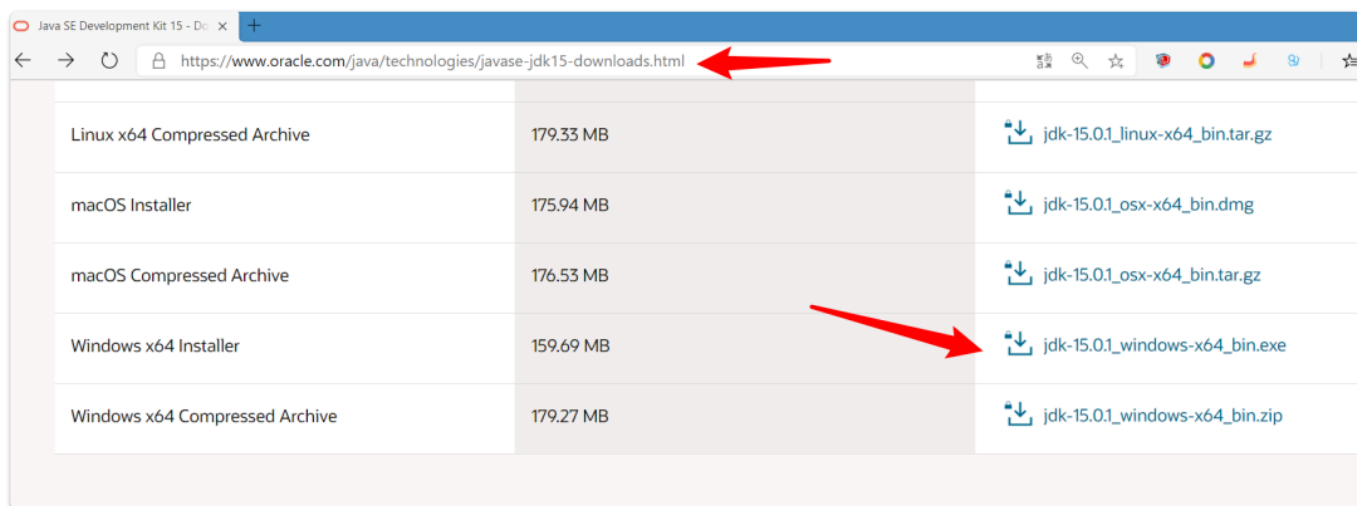 Java SE Development Kit 15 - Do
https://www.oracle.com/java/technologies/javase-jdk15-downloads.html
Linux x64 Compressed Archive 179.33 MB jdk-15.0.1_linux-x64_bin.tar.gz
macOS Installer 175.94 MB jdk-15.0.1_osx-x64_bin.dmg
macOS Compressed Archive 176.53 MB jdk-15.0.1_osx-x64_bin.tar.gz
Windows x64 Installer 159.69 MB jdk-15.0.1_windows-x64_bin.exe
Windows x64 Compressed Archive 179.27 MB jdk-15.0.1_windows-x64_bin.zip